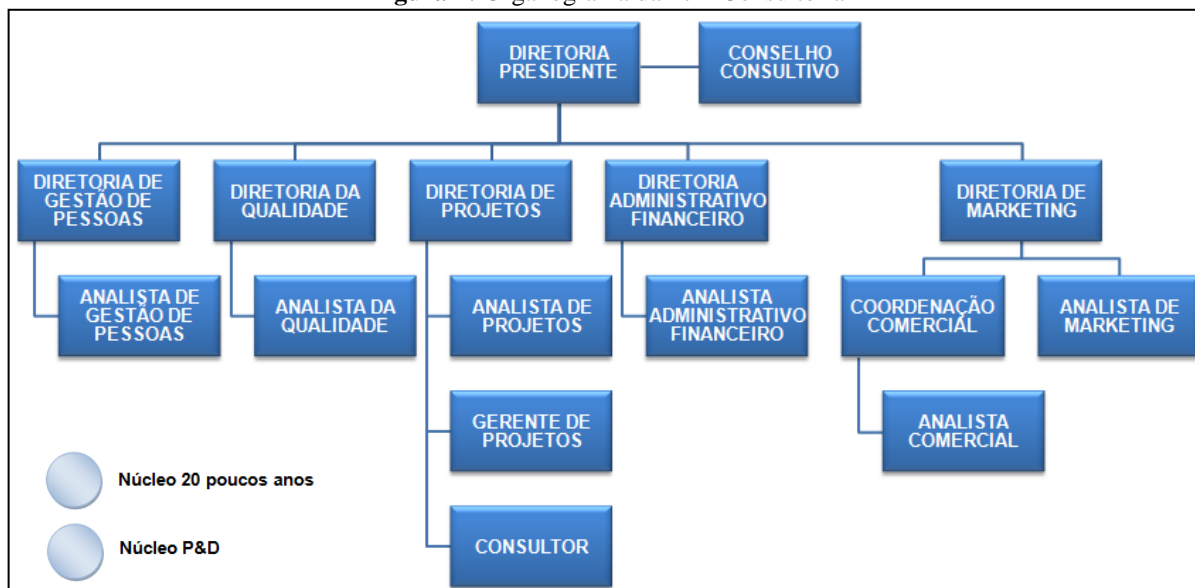 DIRETORIA
PRESIDENTE
CONSELHO
CONSULTIVO
DIRETORIA DE
GESTÃO DE
PESSOAS
DIRETORIA DA
QUALIDADE
DIRETORIA DE
PROJETOS
DIRETORIA
ADMINISTRATIVO
FINANCEIRO
DIRETORIA DE
MARKETING
ANALISTA DE
GESTÃO DE
PESSOAS
ANALISTA DA
QUALIDADE
ANALISTA DE
PROJETOS
ANALISTA
ADMINISTRATIVO
FINANCEIRO
COORDENAÇÃO
COMERCIAL
ANALISTA DE
MARKETING
GERENTE DE
PROJETOS
ANALISTA
COMERCIAL
CONSULTOR
Núcleo 20 poucos anos
Núcleo P&D